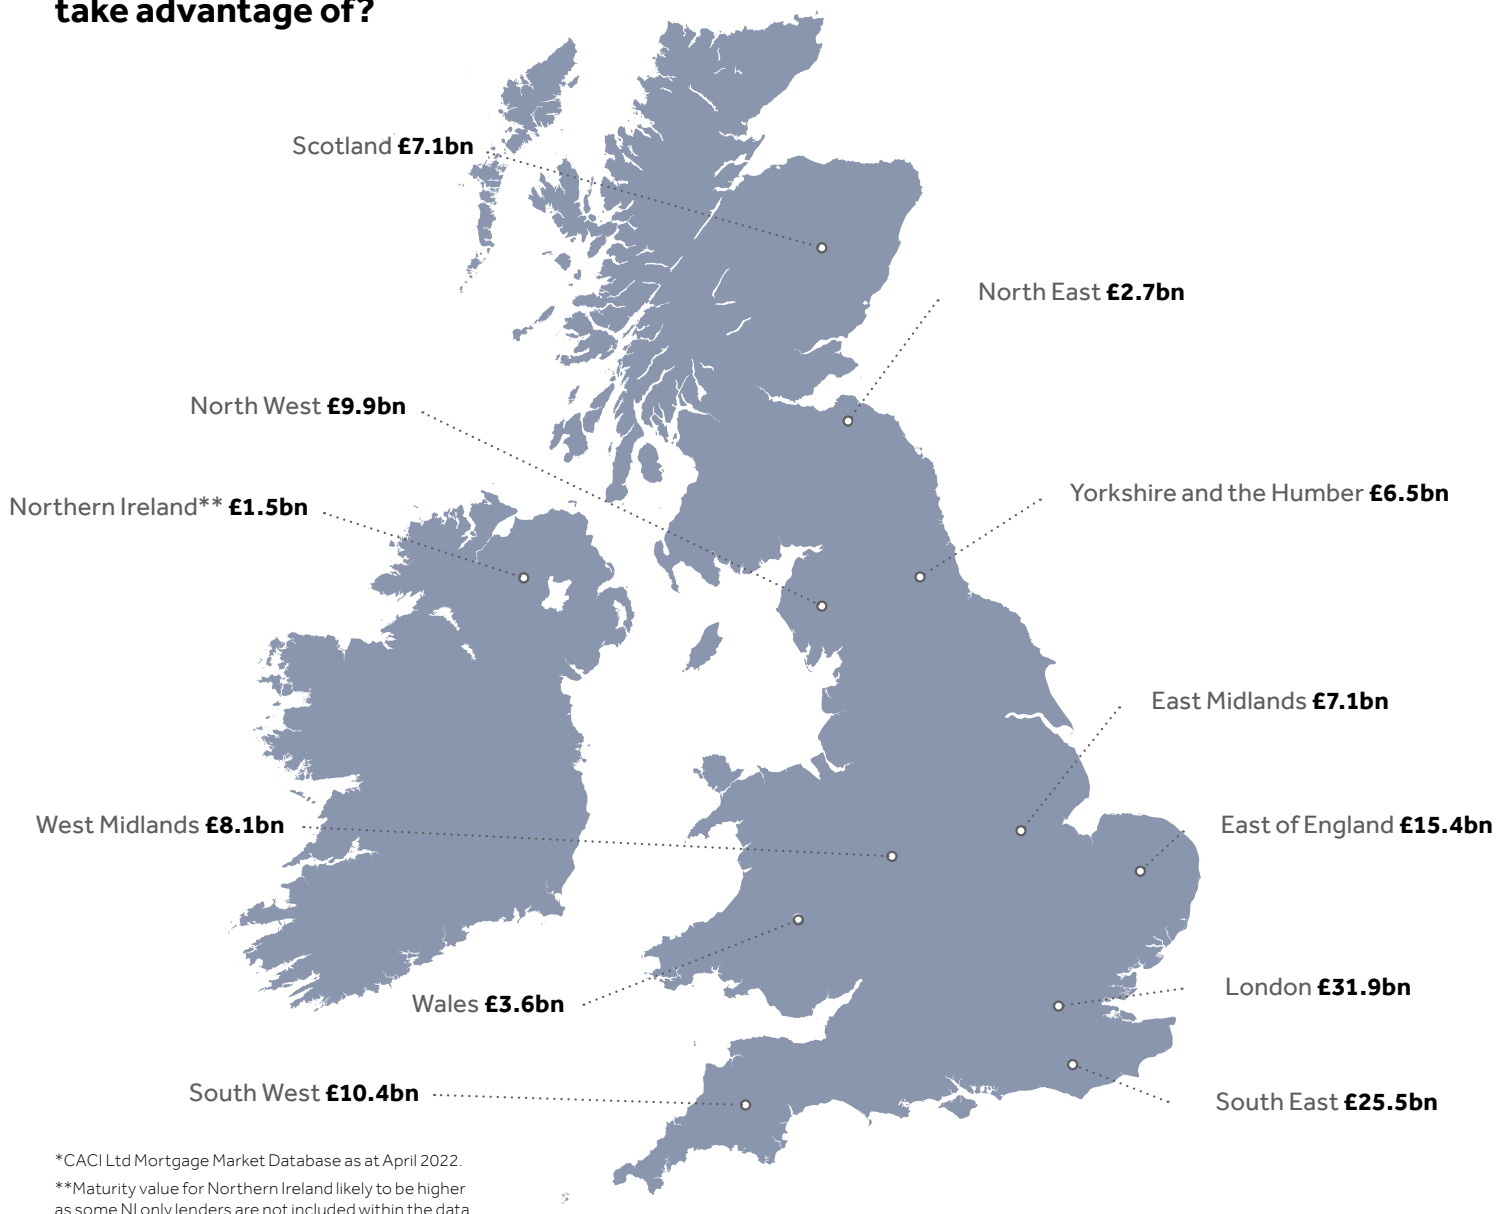 take advantage of?
Scotland £7.1bn
North East £2.7bn
North West £9.9bn
Northern Ireland** £1.5bn
Yorkshire and the Humber £6.5bn
East Midlands £7.1bn
West Midlands £8.1bn
East of England £15.4bn
Wales £3.6bn
London £31.9bn
South West £10.4bn
South East £25.5bn
*CACI Ltd Mortgage Market Database as at April 2022.
**Maturity value for Northern Ireland likely to be higher
as some NI only lenders are not included within the data